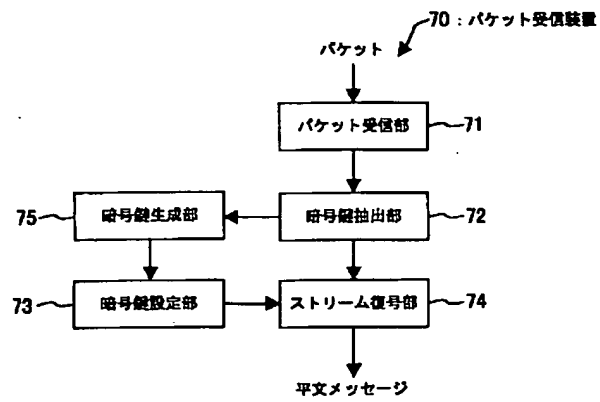 70：パケット受信装置
パケット
パケット受信部
71
75
暗号鍵生成部
暗号鍵抽出部
72
73
暗号鍵設定部
ストリーム復号部
74
平文メッセージ